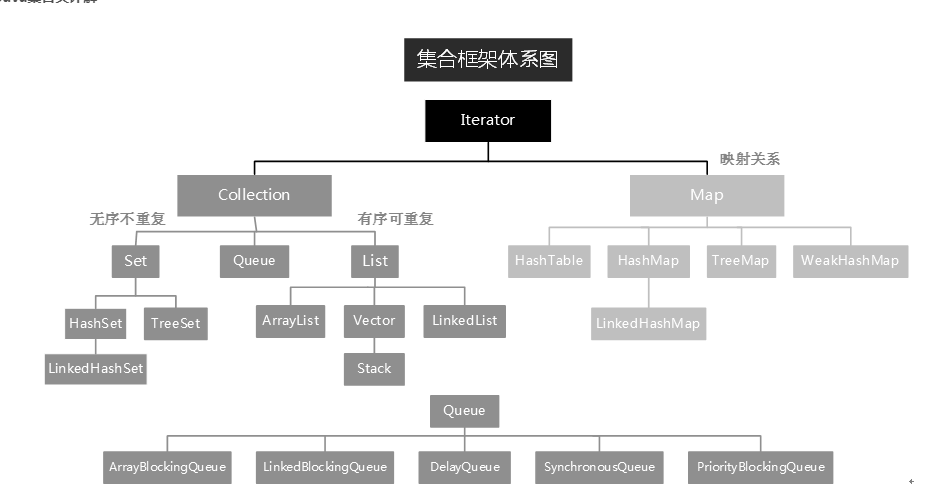 集合框架体系图
Iterator
映射关系
Collection
Map
无序不重复
有序可重复
Set
Queue
List
HashTable
HashMap
TreeMap
WeakHashMap
HashSet
TreeSet
ArrayList
Vector
LinkedList
LinkedHashMap
LinkedHashSet
Stack
Queue
ArrayBlockingQueue
LinkedBlockingQueue
DelayQueue
SynchronousQueue
PriorityBlockingQueue